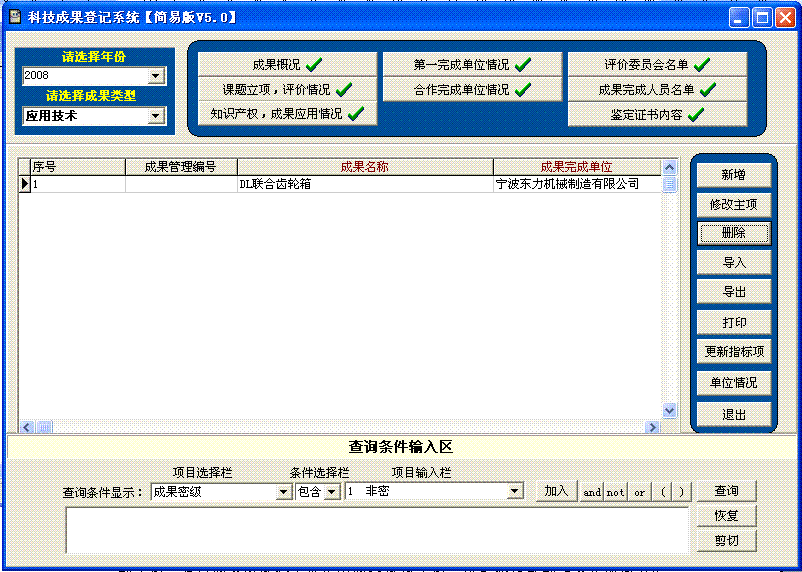 科技成果登记系统【简易版V5.0】
请选择年份
2008
请选择成果类型
应用技术
成果概况
第一完成单位情况
评价委员会名单
课题立项，评价情况
合作完成单位情况
成果完成人员名单
知识产权，成果应用情况
鉴定证书内容
序号 成果管理编号 成果名称 成果完成单位
1 DL联合齿轮箱 宁波东力机械制造有限公司
新增
修改主项
删除
导入
导出
打印
更新指标项
单位情况
退出
查询条件输入区
项目选择栏 条件选择栏 项目输入栏
查询条件显示： 成果密级 包含 1 非密 加入 and not or ( ) 查询
恢复
剪切